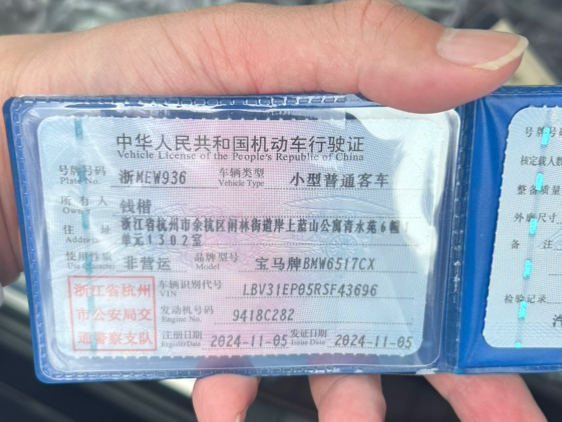 中华人民共和国机动车行驶证
Vehicle License of the People's Republic of China
号牌号码 Plate No. 浙MEW936 车辆类型 Vehicle Type 小型普通客车
所有人 Owner 钱楷
住址 Address 浙江省杭州市余杭区闲林街道岸上蓝山公寓青水苑6幢1
单元1302室
使用性质 Use Character 非营运 品牌型号 Model 宝马牌BMW6517CX
浙江省杭州
市公安局交
通警察支队
车辆识别代号 VIN LBV31EP05RSF43696
发动机号码 Engine No. 9418C282
注册日期 Register Date 2024-11-05 发证日期 Issue Date 2024-11-05
号牌号
核定载人数
整备质量
外廓尺寸
备注
检验记录